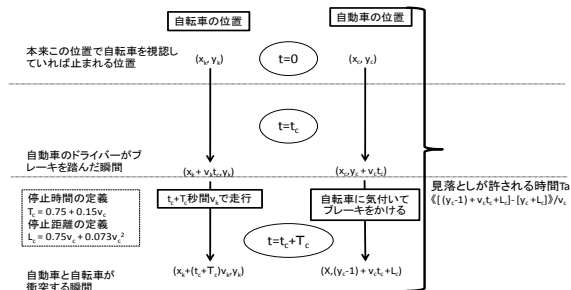 自転車の位置
自動車の位置
本来この位置で自転車を視認し
ていれば止まれる位置
(xₖ, yₖ)
t=0
(x꜀, y꜀)
t=t꜀
自動車のドライバーがブ
レーキを踏んだ瞬間
(xₖ + vₖt꜀,yₖ)
(x꜀,y꜀ + v꜀t꜀)
見落としが許される時間Ta
《[ {(y꜀-1) + v꜀t꜀+L꜀}- [y꜀+L꜀]》/v꜀
停止時間の定義
T꜀ = 0.75 + 0.15v꜀
停止距離の定義
L꜀ = 0.75v꜀ + 0.073v꜀²
t꜀+T꜀秒間vₖで走行
自転車に気付いて
ブレーキをかける
t=t꜀+T꜀
自動車と自転車が
衝突する瞬間
(xₖ+(t꜀+T꜀)vₖ,yₖ)
(X,(y꜀-1) + v꜀t꜀+L꜀)